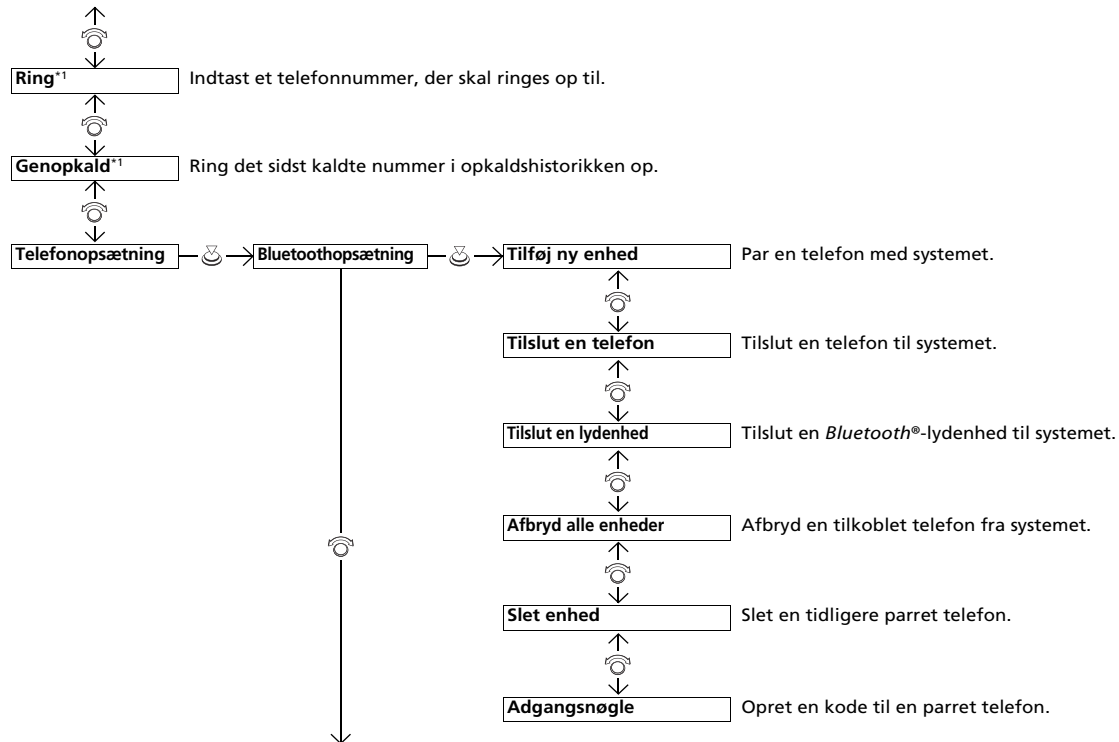 Ring*1 Indtast et telefonnummer, der skal ringes op til.
Genopkald*1 Ring det sidst kaldte nummer i opkaldshistorikken op.
Telefonopsætning Bluetoothopsætning Tilføj ny enhed Par en telefon med systemet.
Tilslut en telefon Tilslut en telefon til systemet.
Tilslut en lydenhed Tilslut en Bluetooth®-lydenhed til systemet.
Afbryd alle enheder Afbryd en tilkoblet telefon fra systemet.
Slet enhed Slet en tidligere parret telefon.
Adgangsnøgle Opret en kode til en parret telefon.